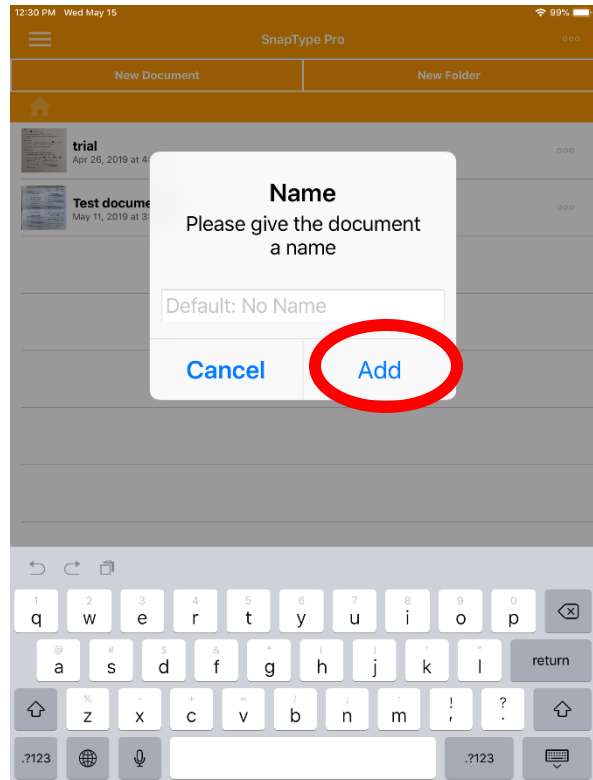 12:30 PM Wed May 15 99%
SnapType Pro
New Document New Folder
trial
Apr 26, 2019 at 4:
Test docume
May 11, 2019 at 3:
Name
Please give the document
a name
Default: No Name
Cancel Add
1 2 3 4 5 6 7 8 9 0
q w e r t y u i o p
@ # $ & * ( ) ' "
a s d f g h j k l return
% - + = / ; : ! ?
z x c v b n m , .
.?123 .?123